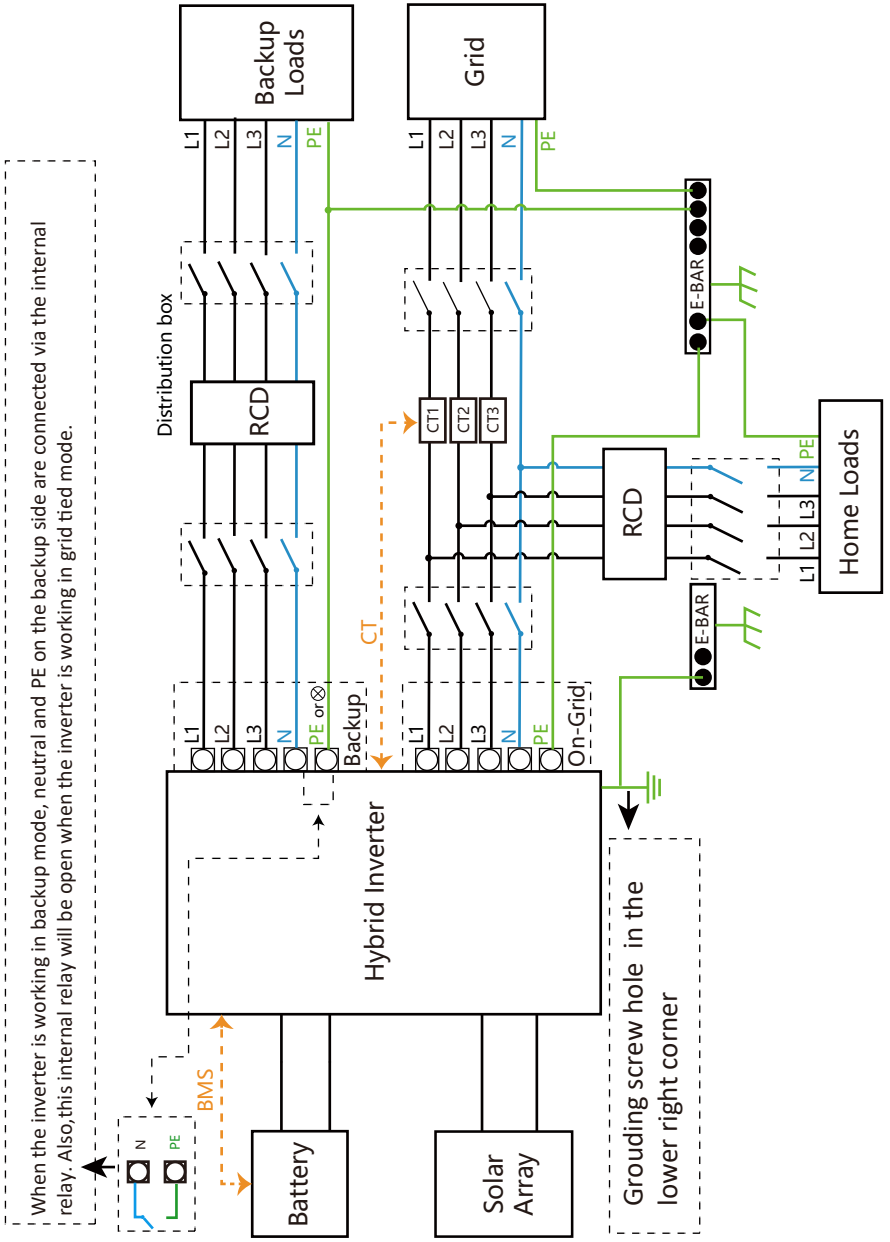 When the inverter is working in backup mode, neutral and PE on the backup side are connected via the internal
relay. Also,this internal relay will be open when the inverter is working in grid tied mode.
N
PE
Distribution box
Backup
Loads
L1
L2
L3
N
PE
RCD
L1
L2
L3
N
PE or⊗
Backup
Grid
L1
L2
L3
N
PE
CT1
CT2
CT3
CT
L1
L2
L3
N
PE
On-Grid
E-BAR
RCD
L1 L2 L3 N PE
Home Loads
E-BAR
Hybrid Inverter
BMS
Battery
Solar
Array
Grouding screw hole in the
lower right corner